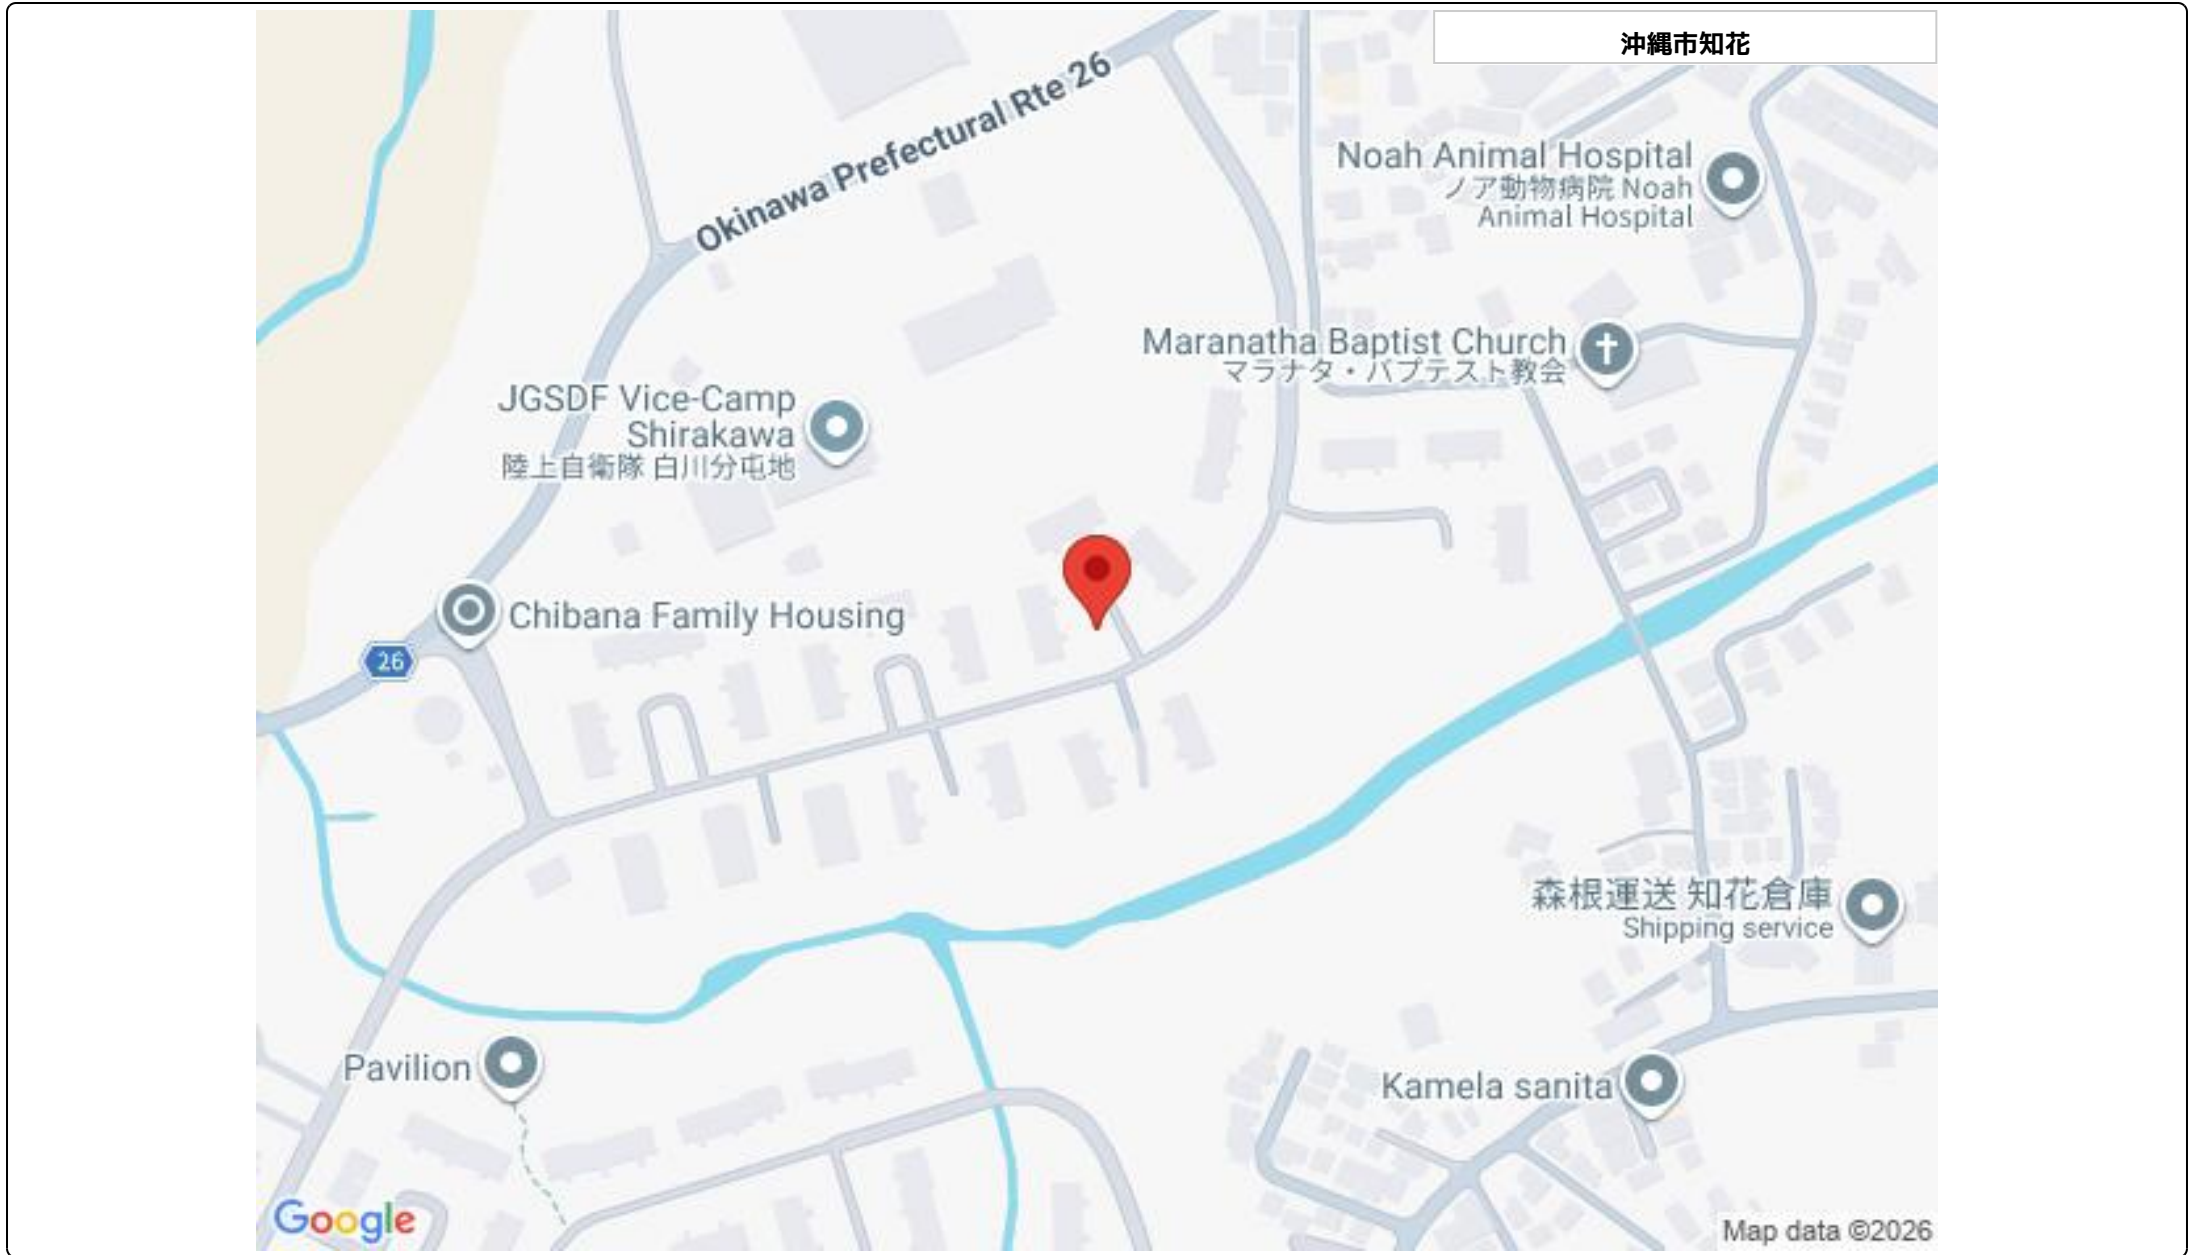 沖縄市知花
Okinawa Prefectural Rte 26
Noah Animal Hospital
ノア動物病院 Noah
Animal Hospital
Maranatha Baptist Church
マラナタ・バプテスト教会
JGSDF Vice-Camp
Shirakawa
陸上自衛隊 白川分屯地
Chibana Family Housing
26
森根運送 知花倉庫
Shipping service
Pavilion
Kamela sanita
Google
Map data ©2026